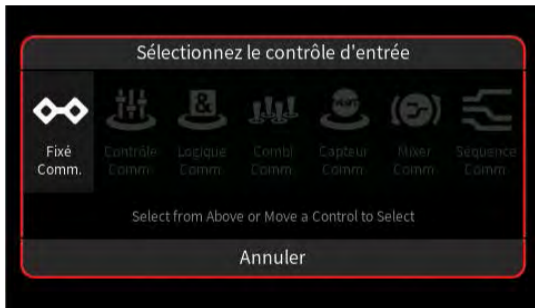 Sélectionnez le contrôle d'entrée
Fixé Contrôle Logique Combi Capteur Mixer Séquence
Comm. Comm. Comm. Comm. Comm. Comm. Comm.
Select from Above or Move a Control to Select
Annuler